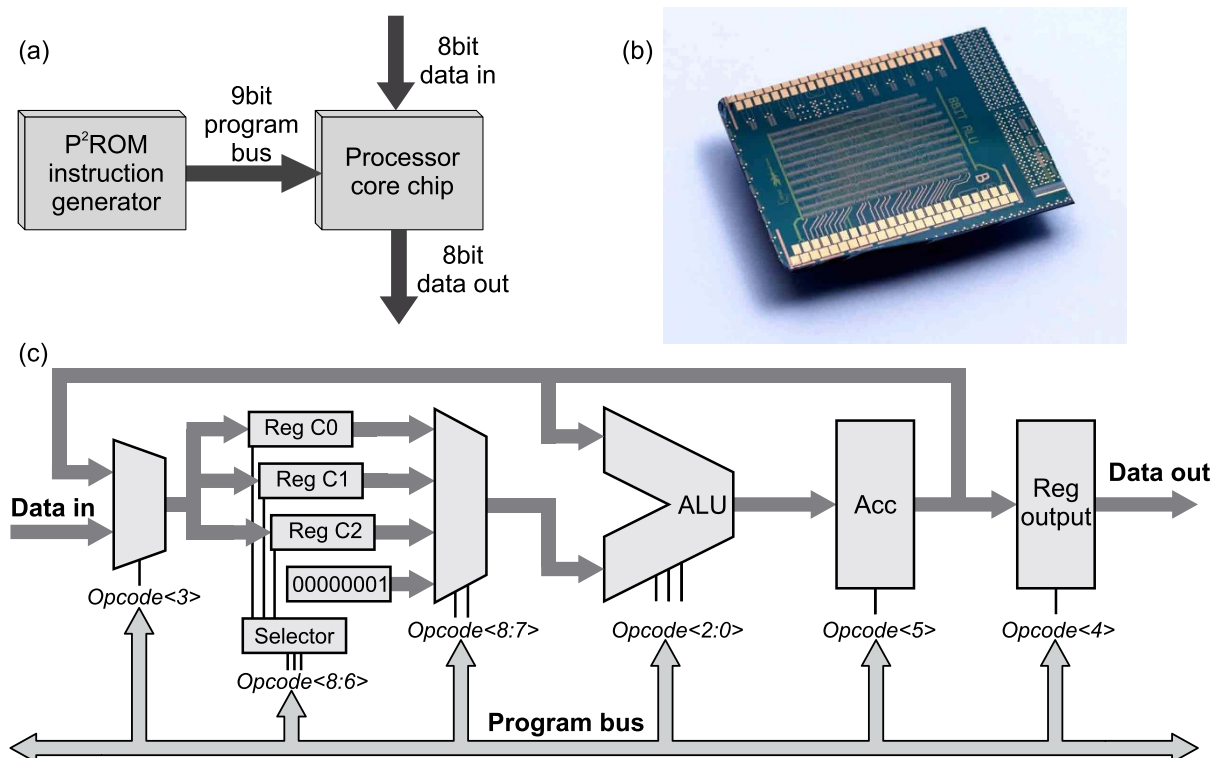 (a)
8bit
data in
9bit
program
bus
P²ROM
instruction
generator
Processor
core chip
8bit
data out
(b)
8BIT ALU
(c)
Data in
Opcode<3>
Reg C0
Reg C1
Reg C2
00000001
Selector
Opcode<8:6>
Opcode<8:7>
ALU
Opcode<2:0>
Acc
Opcode<5>
Reg
output
Opcode<4>
Data out
Program bus